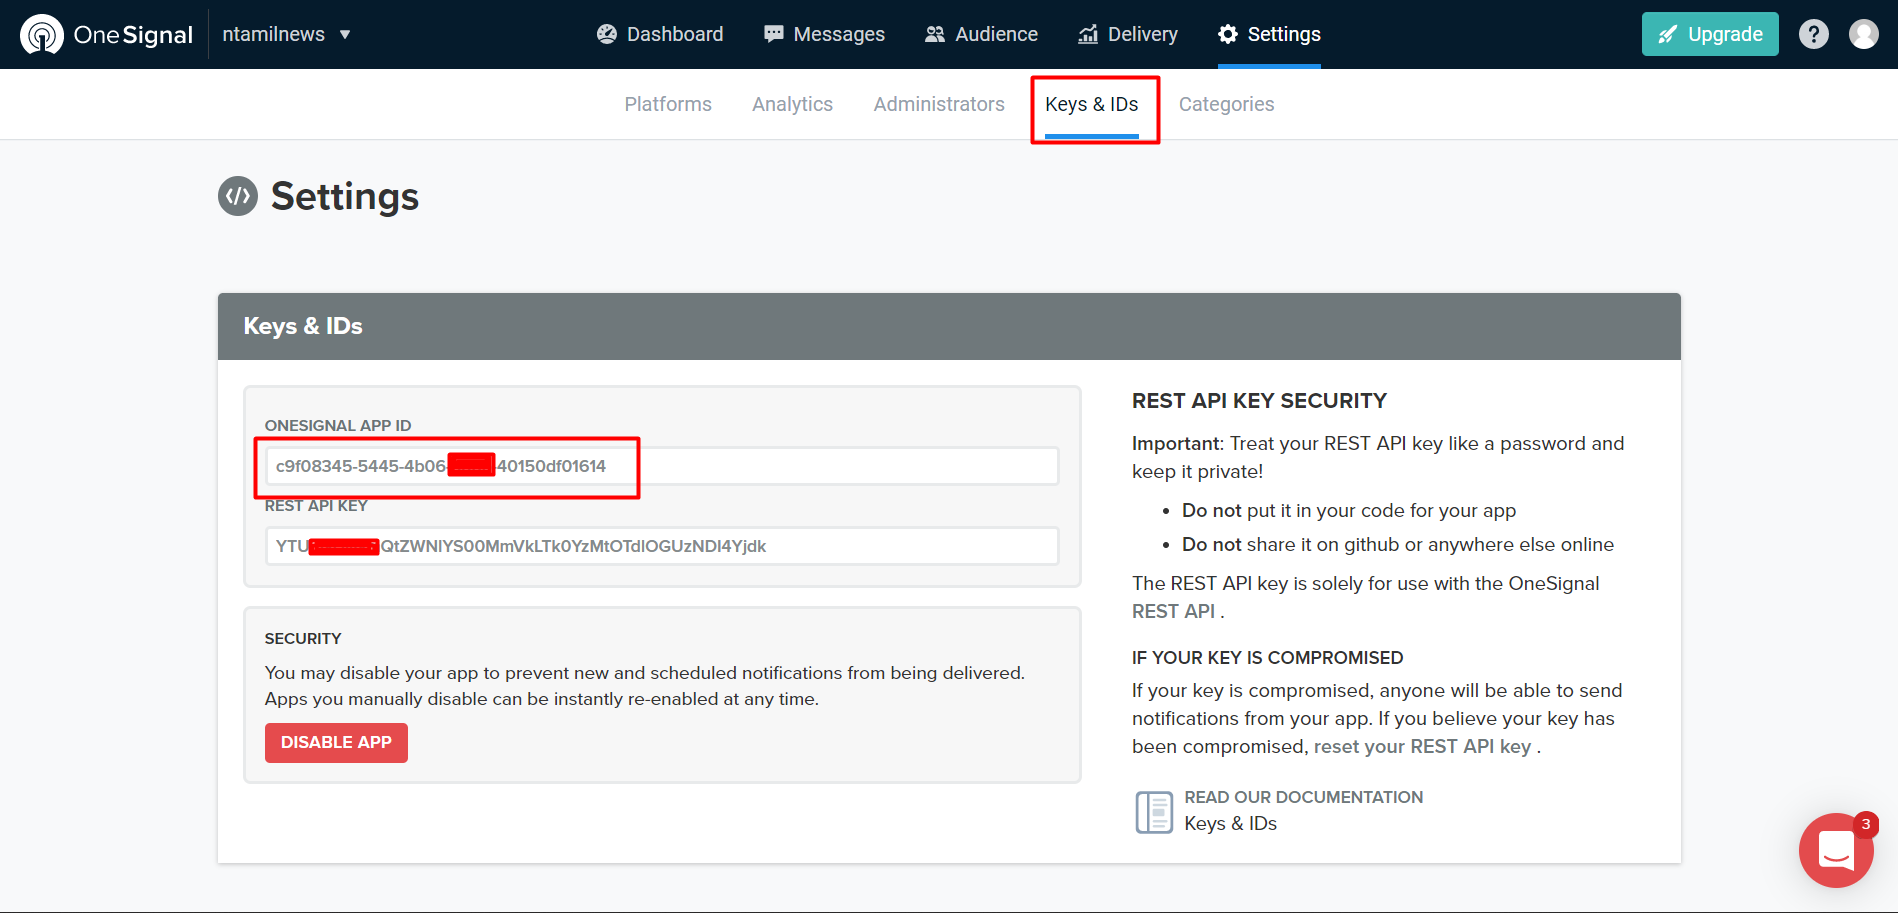 OneSignal ntamilnews Dashboard Messages Audience Delivery Settings Upgrade ?
Platforms Analytics Administrators Keys & IDs Categories
</> Settings
Keys & IDs
ONESIGNAL APP ID
c9f08345-5445-4b06- -40150df01614
REST API KEY
YTU QtZWNlYS00MmVkLTk0YzMtOTdlOGUzNDI4Yjdk
SECURITY
You may disable your app to prevent new and scheduled notifications from being delivered.
Apps you manually disable can be instantly re-enabled at any time.
DISABLE APP
REST API KEY SECURITY
Important: Treat your REST API key like a password and
keep it private!
• Do not put it in your code for your app
• Do not share it on github or anywhere else online
The REST API key is solely for use with the OneSignal
REST API .
IF YOUR KEY IS COMPROMISED
If your key is compromised, anyone will be able to send
notifications from your app. If you believe your key has
been compromised, reset your REST API key .
READ OUR DOCUMENTATION
Keys & IDs
3